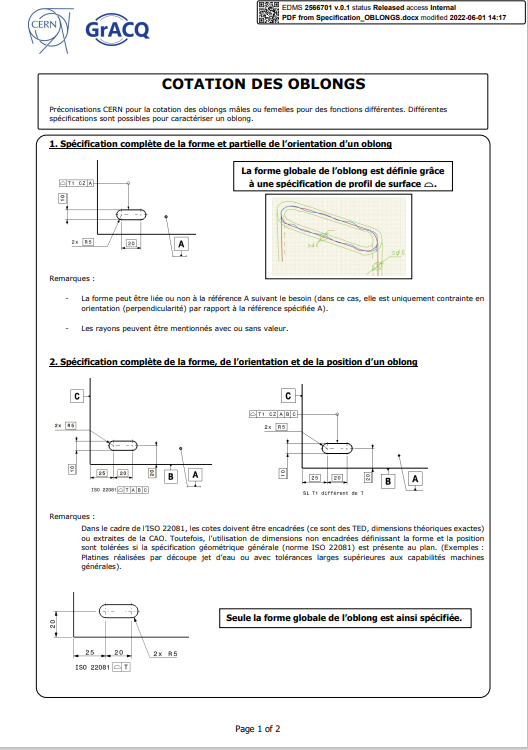 CERN
GrACQ
EDMS 2566701 v.0.1 status Released access Internal
PDF from Specification_OBLONGS.docx modified 2022-06-01 14:17
COTATION DES OBLONGS
Préconisations CERN pour la cotation des oblongs mâles ou femelles pour des fonctions différentes. Différentes
spécifications sont possibles pour caractériser un oblong.
1. Spécification complète de la forme et partielle de l'orientation d'un oblong
T1 CZ A
10
2x R5
20
A
La forme globale de l'oblong est définie grâce
à une spécification de profil de surface ⌓.
Remarques :
- La forme peut être liée ou non à la référence A suivant le besoin (dans ce cas, elle est uniquement contrainte en
orientation (perpendicularité) par rapport à la référence spécifiée A).
- Les rayons peuvent être mentionnés avec ou sans valeur.
2. Spécification complète de la forme, de l'orientation et de la position d'un oblong
C
2x R5
10
25 20
20
B
A
ISO 22081 ⌓ T A B C
C
⌓ T1 CZ A B C
2x R5
10
25 20
20
B
A
Si T1 différent de T
Remarques :
Dans le cadre de l'ISO 22081, les cotes doivent être encadrées (ce sont des TED, dimensions théoriques exactes)
ou extraites de la CAO. Toutefois, l'utilisation de dimensions non encadrées définissant la forme et la position
sont tolérées si la spécification géométrique générale (norme ISO 22081) est présente au plan. (Exemples :
Platines réalisées par découpe jet d'eau ou avec tolérances larges supérieures aux capabilités machines
générales).
20
25 20
2x R5
ISO 22081 ⌓ T
Seule la forme globale de l'oblong est ainsi spécifiée.
Page 1 of 2